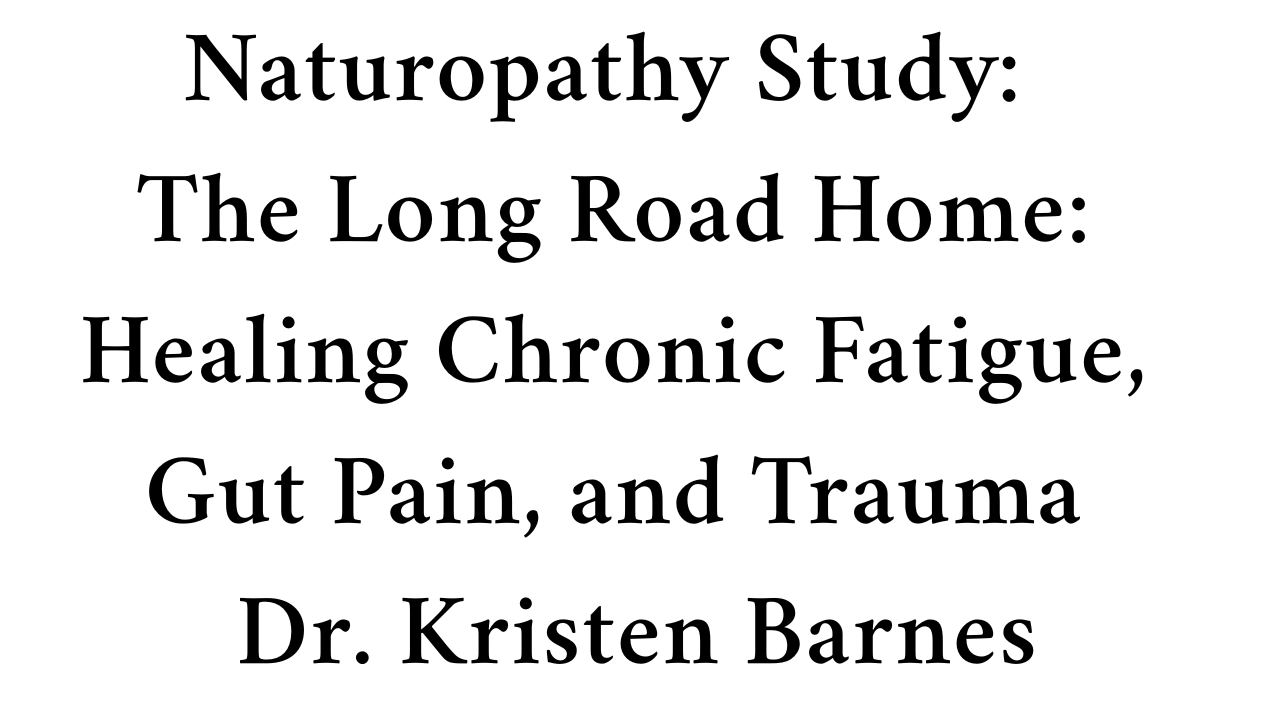 Naturopathy Study:
The Long Road Home:
Healing Chronic Fatigue,
Gut Pain, and Trauma
Dr. Kristen Barnes